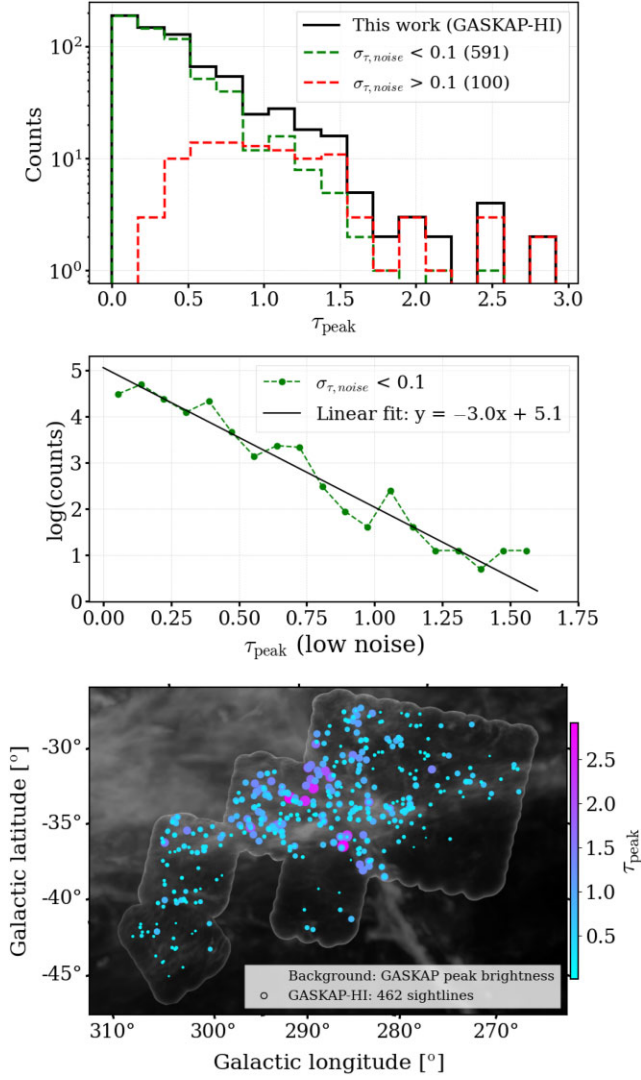 10²
10¹
10⁰
Counts
This work (GASKAP-HI)
σ_τ,noise < 0.1 (591)
σ_τ,noise > 0.1 (100)
0.0 0.5 1.0 1.5 2.0 2.5 3.0
τ_peak
5
4
3
2
1
0
log(counts)
σ_τ,noise < 0.1
Linear fit: y = −3.0x + 5.1
0.00 0.25 0.50 0.75 1.00 1.25 1.50 1.75
τ_peak (low noise)
-30°
-35°
-40°
-45°
Galactic latitude [°]
Background: GASKAP peak brightness
GASKAP-HI: 462 sightlines
2.5
2.0
1.5
1.0
0.5
τ_peak
310° 300° 290° 280° 270°
Galactic longitude [°]